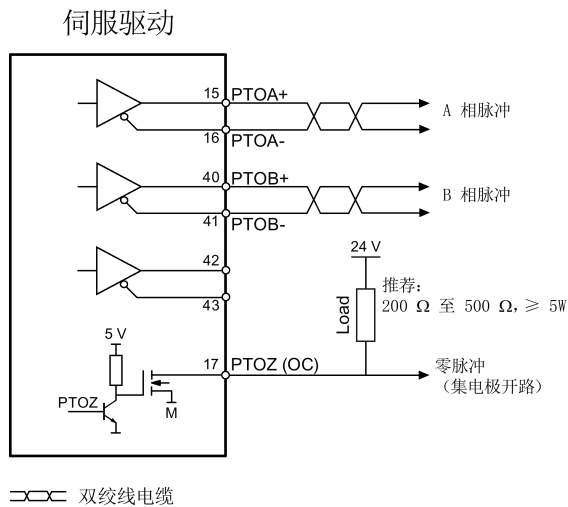 伺服驱动
15 PTOA+
A 相脉冲
16 PTOA-
40 PTOB+
B 相脉冲
41 PTOB-
42
24 V
43
Load
推荐:
200 Ω 至 500 Ω, ≥ 5W
5 V
17 PTOZ (OC)
零脉冲
(集电极开路)
PTOZ
M
双绞线电缆